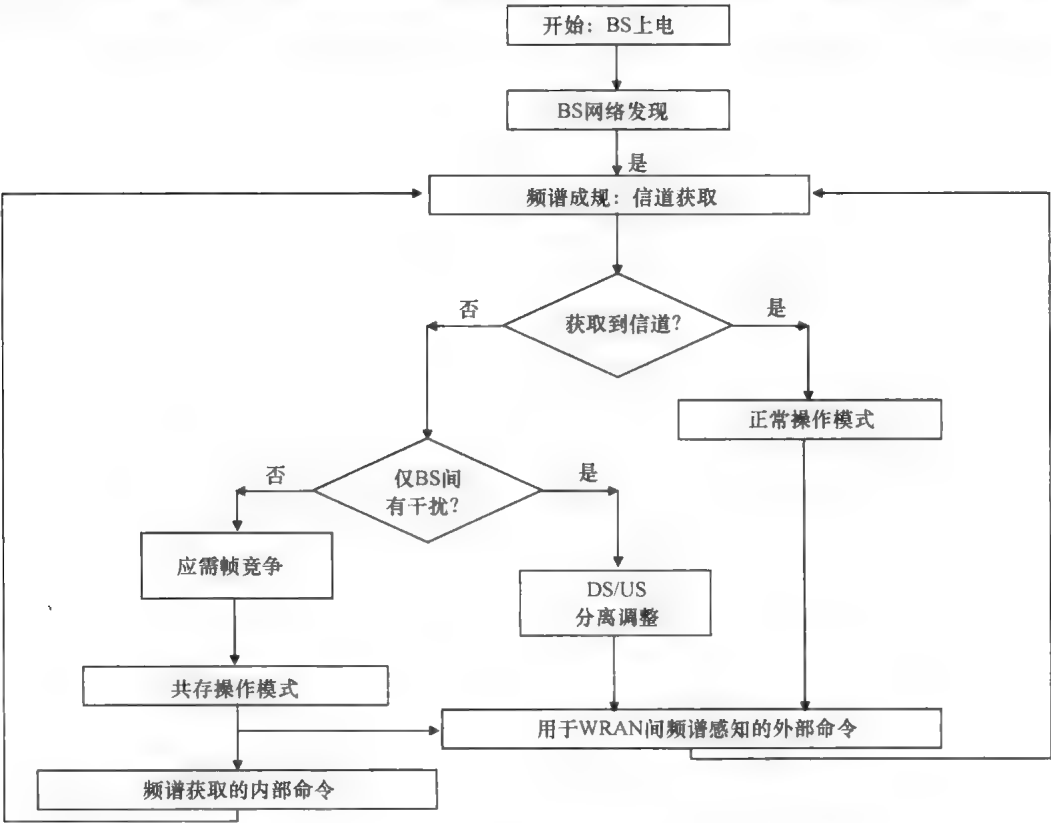 开始：BS上电
BS网络发现
是
频谱成规：信道获取
否
是
获取到信道？
正常操作模式
否
是
仅BS间
有干扰？
应需帧竞争
DS/US
分离调整
共存操作模式
用于WRAN间频谱感知的外部命令
频谱获取的内部命令